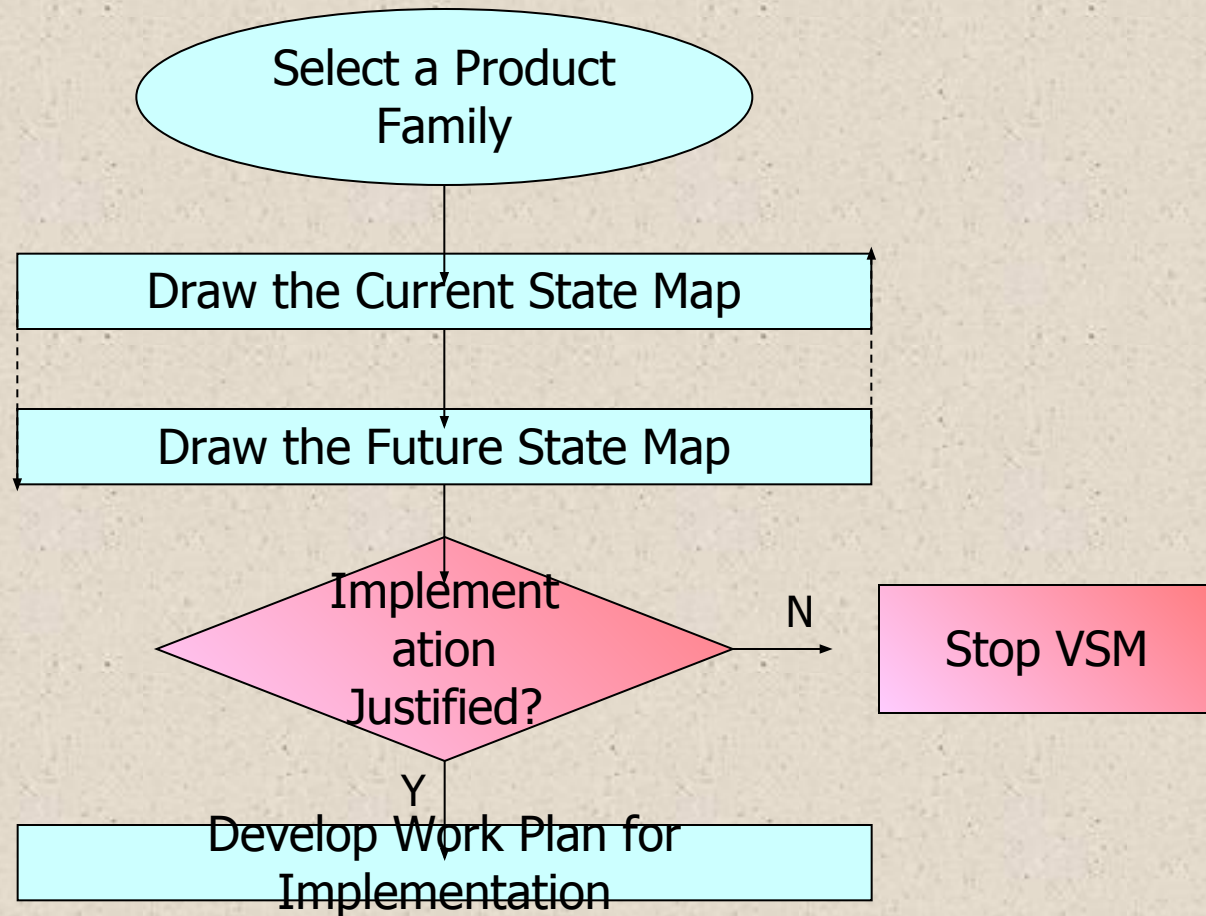 Select a Product
Family
Draw the Current State Map
Draw the Future State Map
Implement
ation
Justified?
N
Stop VSM
Y
Develop Work Plan for
Implementation